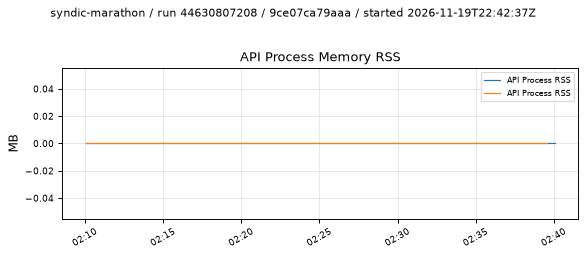 syndic-marathon / run 44630807208 / 9ce07ca79aaa / started 2026-11-19T22:42:37Z
API Process Memory RSS
API Process RSS
API Process RSS
MB
0.04
0.02
0.00
−0.02
−0.04
02:10
02:15
02:20
02:25
02:30
02:35
02:40